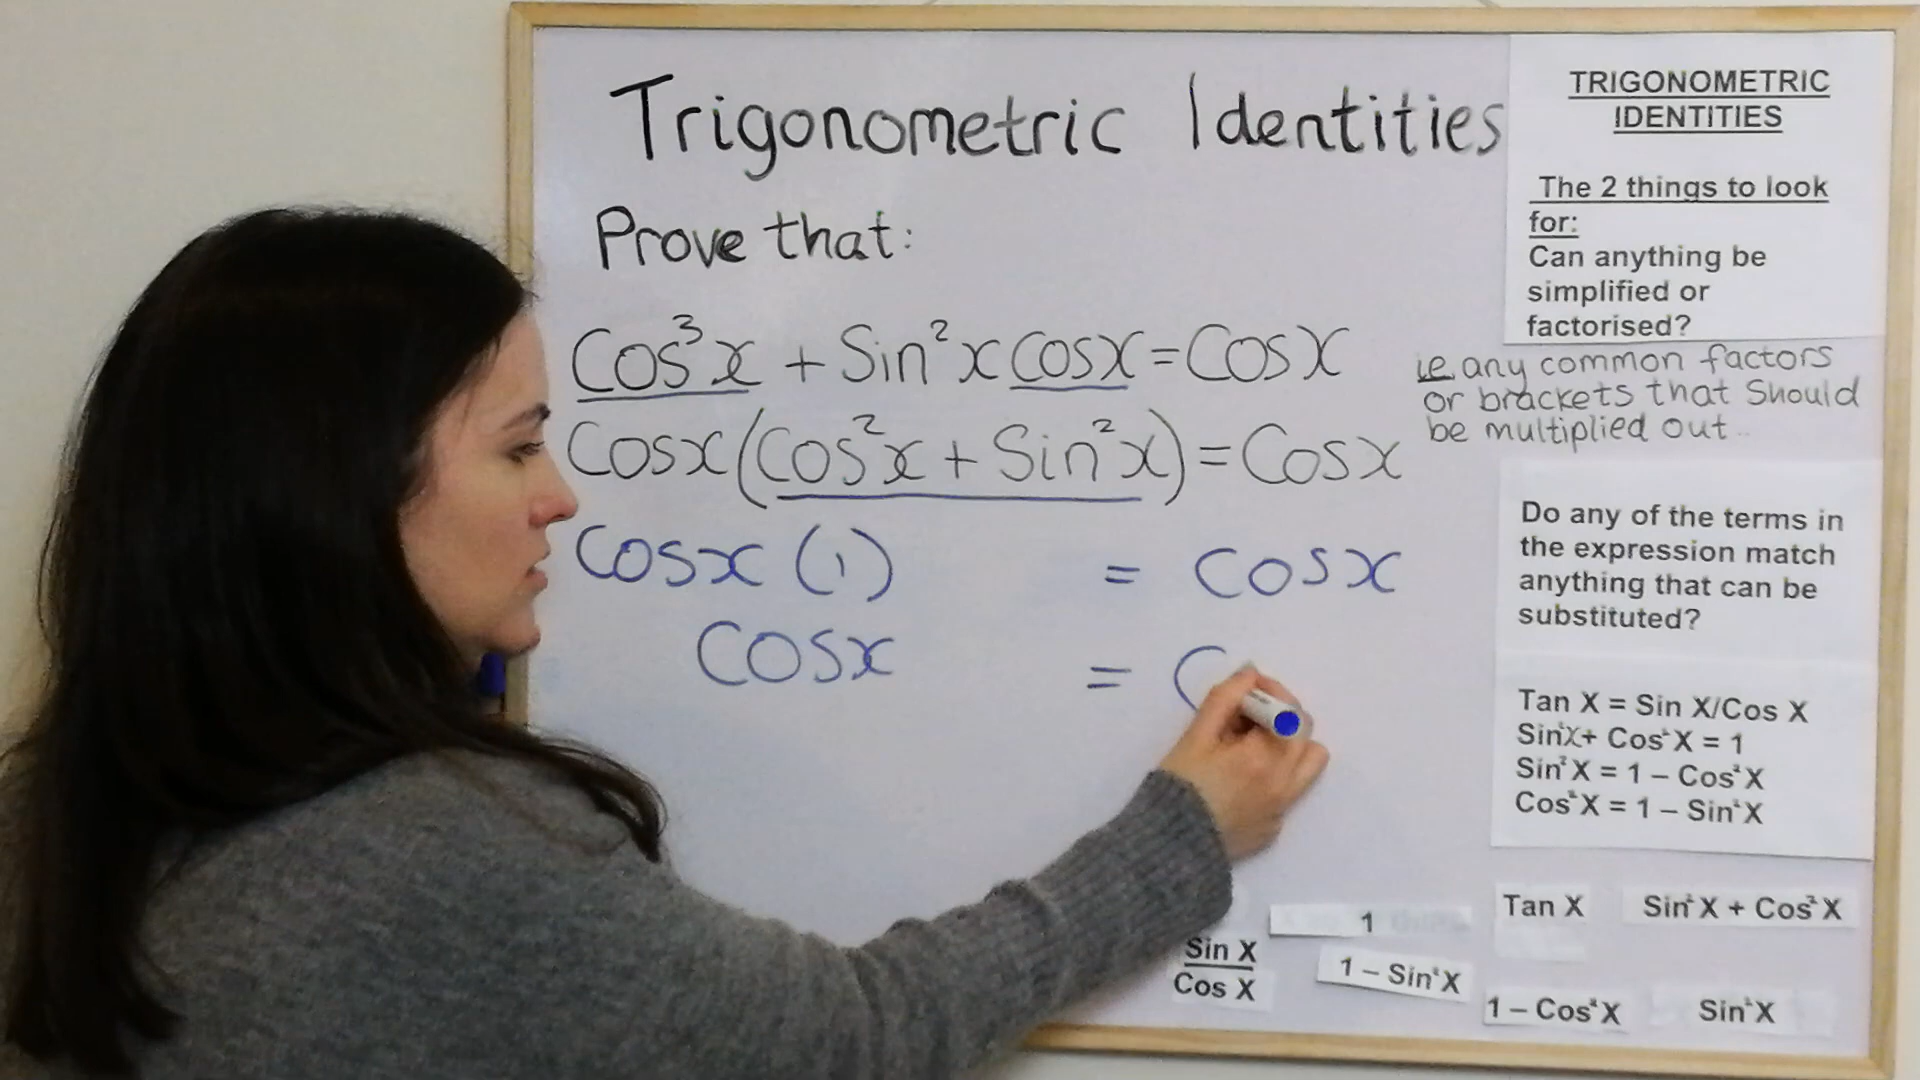 Trigonometric Identities
Prove that:
Cos³x + Sin²x cosx = Cosx
Cosx(cos²x + Sin²x) = Cosx
Cosx (1) = Cosx
Cosx = C
TRIGONOMETRIC
IDENTITIES
The 2 things to look
for:
Can anything be
simplified or
factorised?
ie any common factors
or brackets that should
be multiplied out..
Do any of the terms in
the expression match
anything that can be
substituted?
Tan X = Sin X/Cos X
Sin²X+ Cos²X = 1
Sin²X = 1 – Cos²X
Cos²X = 1 – Sin²X
1
Tan X
Sin²X + Cos²X
Sin X
Cos X
1 – Sin²X
1 – Cos²X
Sin²X